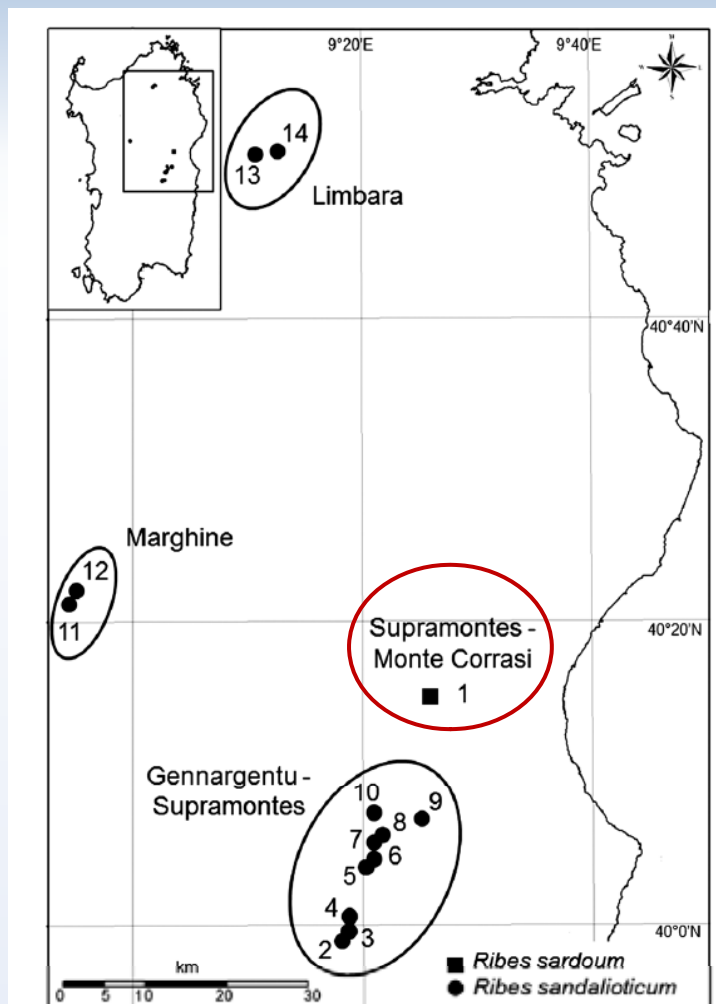 9°20'E
9°40'E
N
14
13
Limbara
40°40'N
Marghine
12
11
40°20'N
Supramontes -
Monte Corrasi
1
Gennargentu -
Supramontes
10
9
8
7
6
5
4
3
2
40°0'N
km
0 5 10 20 30
Ribes sardoum
Ribes sandalioticum